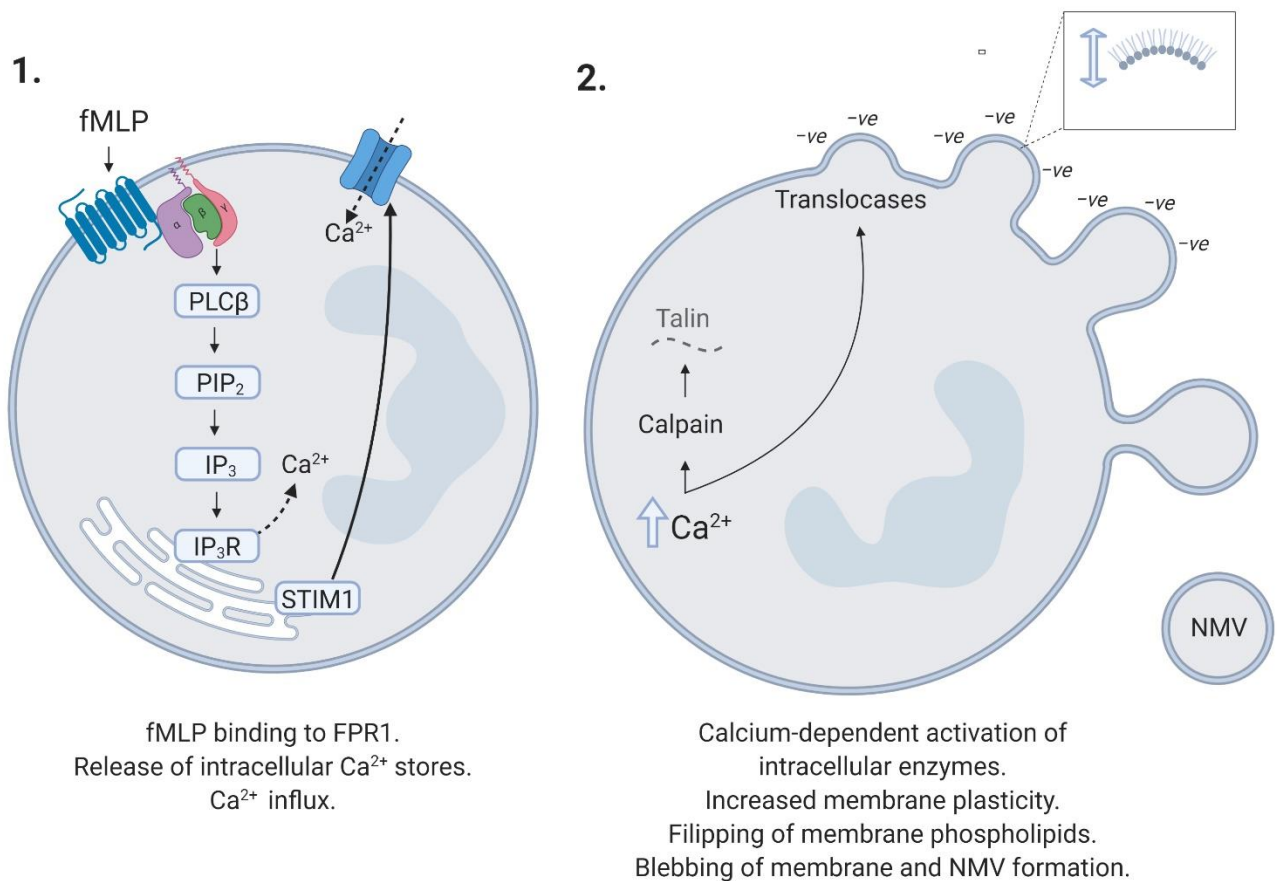 1.
fMLP
α
β
γ
Ca²⁺
PLCβ
PIP₂
IP₃
Ca²⁺
IP₃R
STIM1
fMLP binding to FPR1.
Release of intracellular Ca²⁺ stores.
Ca²⁺ influx.
2.
−ve
−ve
−ve
−ve
−ve
−ve
−ve
−ve
−ve
Translocases
Talin
Calpain
Ca²⁺
NMV
Calcium-dependent activation of
intracellular enzymes.
Increased membrane plasticity.
Filipping of membrane phospholipids.
Blebbing of membrane and NMV formation.